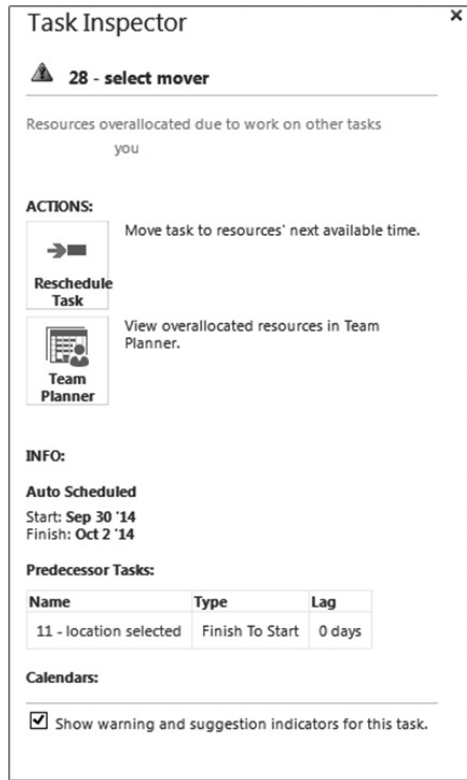 Task Inspector
×
28 - select mover
Resources overallocated due to work on other tasks
you
ACTIONS:
Move task to resources' next available time.
Reschedule
Task
View overallocated resources in Team
Planner.
Team
Planner
INFO:
Auto Scheduled
Start: Sep 30 '14
Finish: Oct 2 '14
Predecessor Tasks:
Name Type Lag
11 - location selected Finish To Start 0 days
Calendars:
Show warning and suggestion indicators for this task.